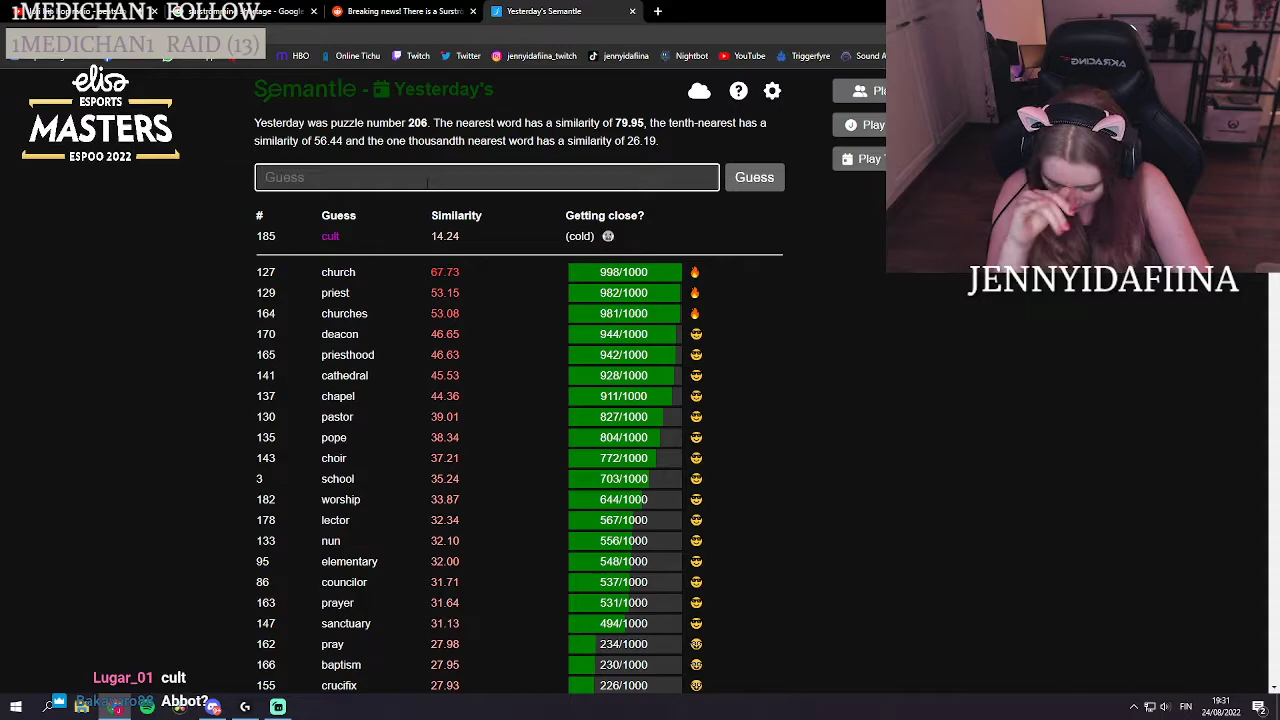 1MEDICHAN1 FOLLOW
1MEDICHAN1 RAID (13)
Breaking news! There is a Surstro
Yesterday's Semantle
HBO
Online Tichu
Twitch
Twitter
jennyidafiina_twitch
jennyidafiina
Nightbot
YouTube
Triggerfyre
Sound A
elisa
ESPORTS
MASTERS
ESPOO 2022
Semantle - Yesterday's
Yesterday was puzzle number 206. The nearest word has a similarity of 79.95, the tenth-nearest has a
similarity of 56.44 and the one thousandth nearest word has a similarity of 26.19.
Guess
Guess
Pla
Play
Play
# Guess Similarity Getting close?
185 cult 14.24 (cold)
127 church 67.73 998/1000
129 priest 53.15 982/1000
164 churches 53.08 981/1000
170 deacon 46.65 944/1000
165 priesthood 46.63 942/1000
141 cathedral 45.53 928/1000
137 chapel 44.36 911/1000
130 pastor 39.01 827/1000
135 pope 38.34 804/1000
143 choir 37.21 772/1000
3 school 35.24 703/1000
182 worship 33.87 644/1000
178 lector 32.34 567/1000
133 nun 32.10 556/1000
95 elementary 32.00 548/1000
86 councilor 31.71 537/1000
163 prayer 31.64 531/1000
147 sanctuary 31.13 494/1000
162 pray 27.98 234/1000
166 baptism 27.95 230/1000
155 crucifix 27.93 226/1000
JENNYIDAFIINA
Lugar_01 cult
Bakayaro88 Abbot?
FIN
19:31
24/08/2022
2